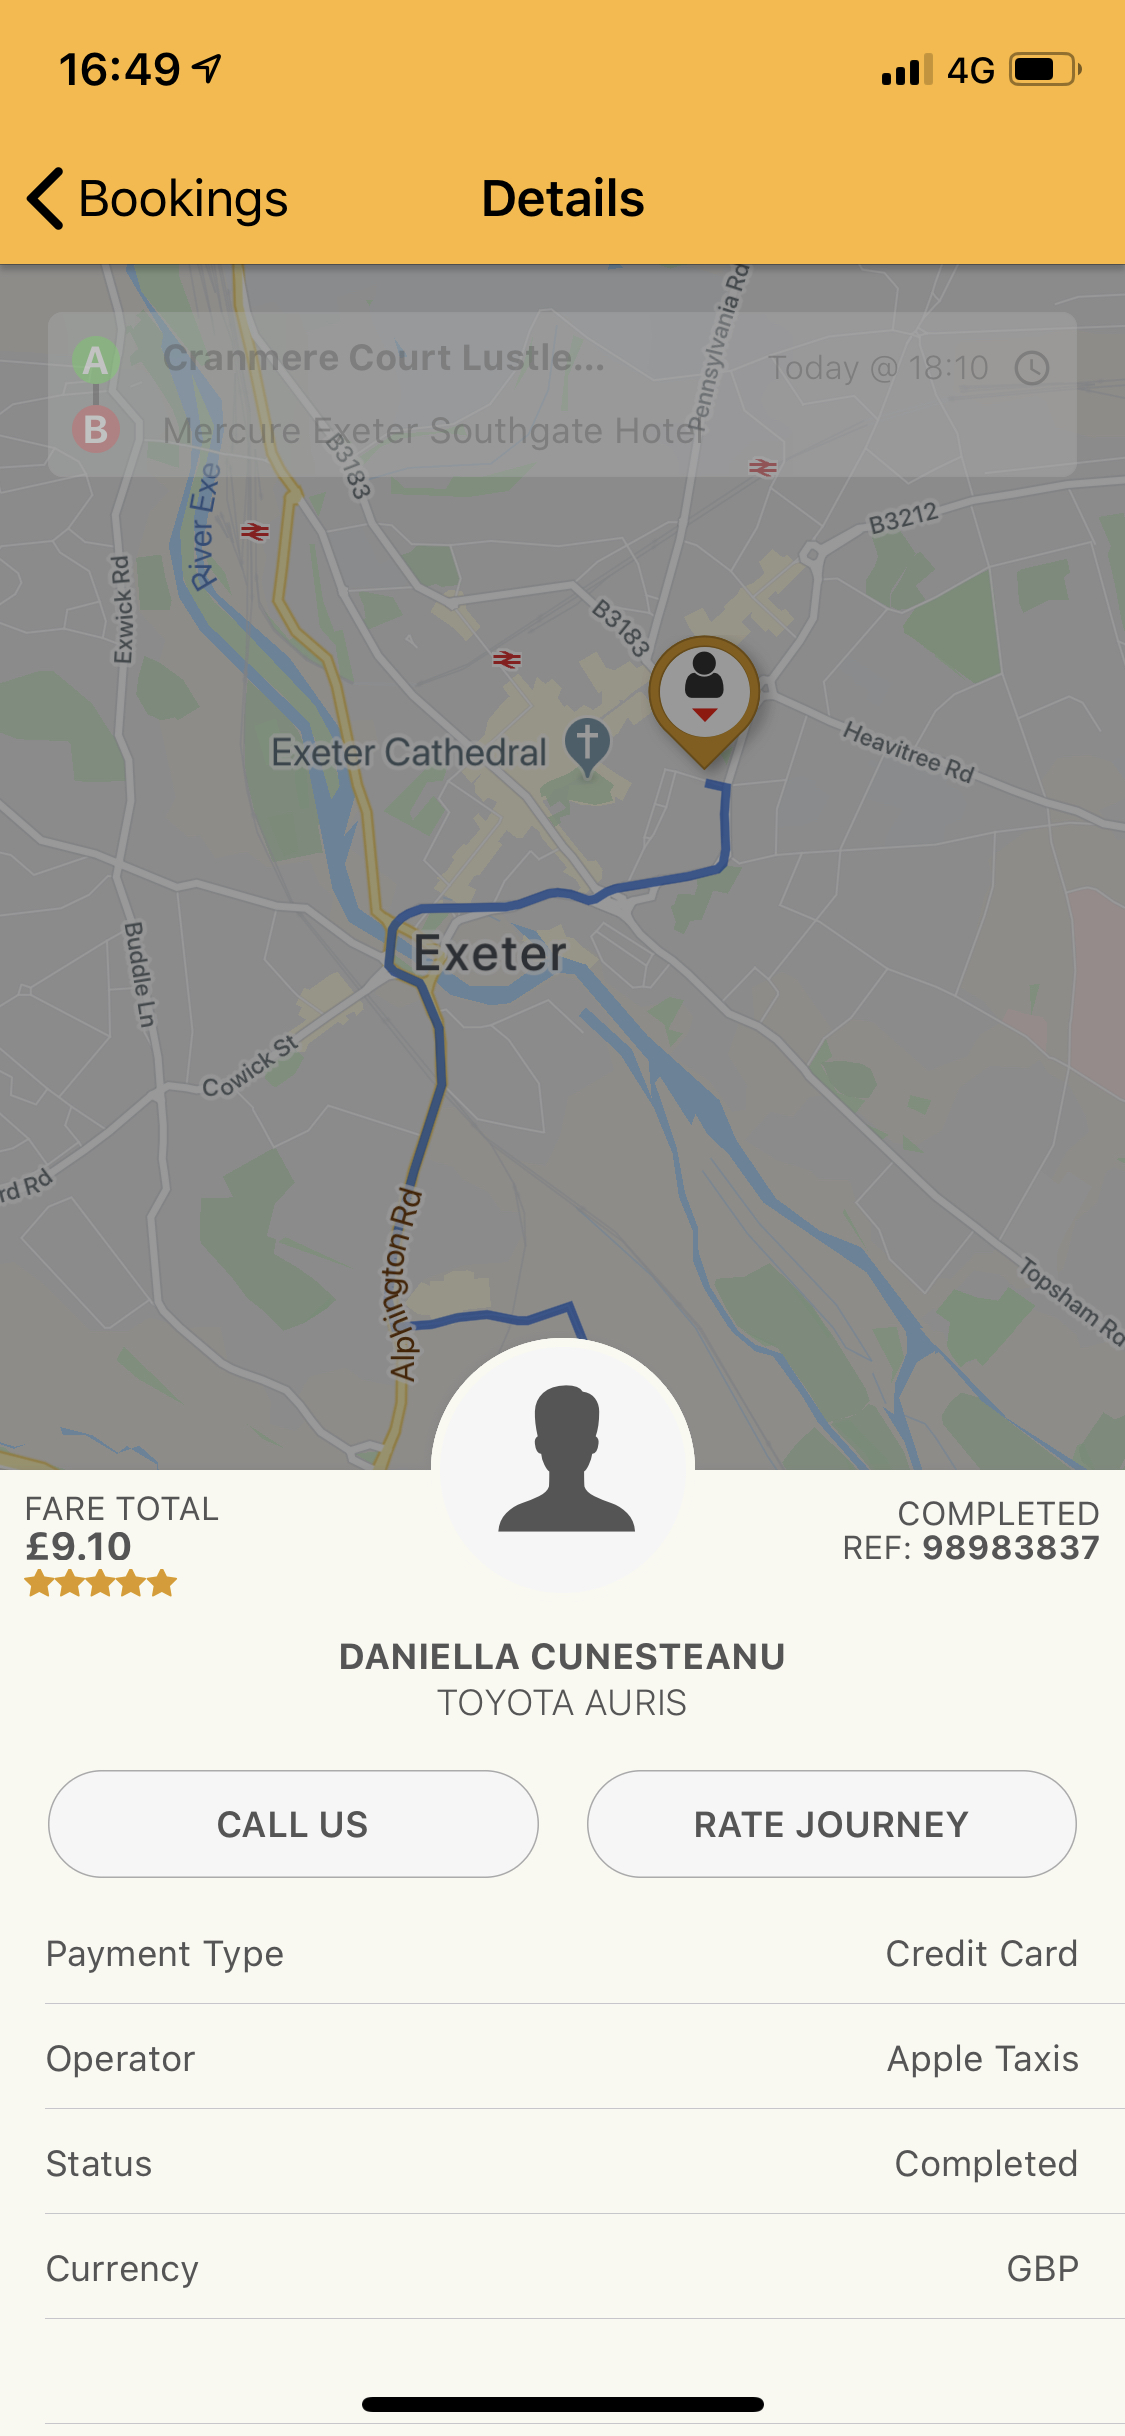 16:49
4G
Bookings
Details
A
Cranmere Court Lustle...
Today @ 18:10
B
Mercure Exeter Southgate Hotel
Pennsylvania Rd
B3183
River Exe
B3212
Exwick Rd
B3183
Exeter Cathedral
Heavitree Rd
Exeter
Buddle Ln
Cowick St
rd Rd
Alphington Rd
Topsham Rd
FARE TOTAL
£9.10
COMPLETED
REF: 98983837
DANIELLA CUNESTEANU
TOYOTA AURIS
CALL US
RATE JOURNEY
Payment Type
Credit Card
Operator
Apple Taxis
Status
Completed
Currency
GBP